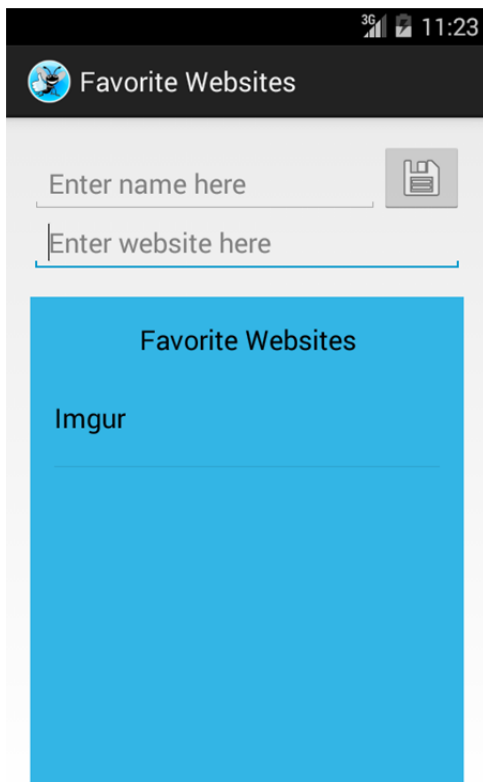 3G 11:23
Favorite Websites
Enter name here
Enter website here
Favorite Websites
Imgur